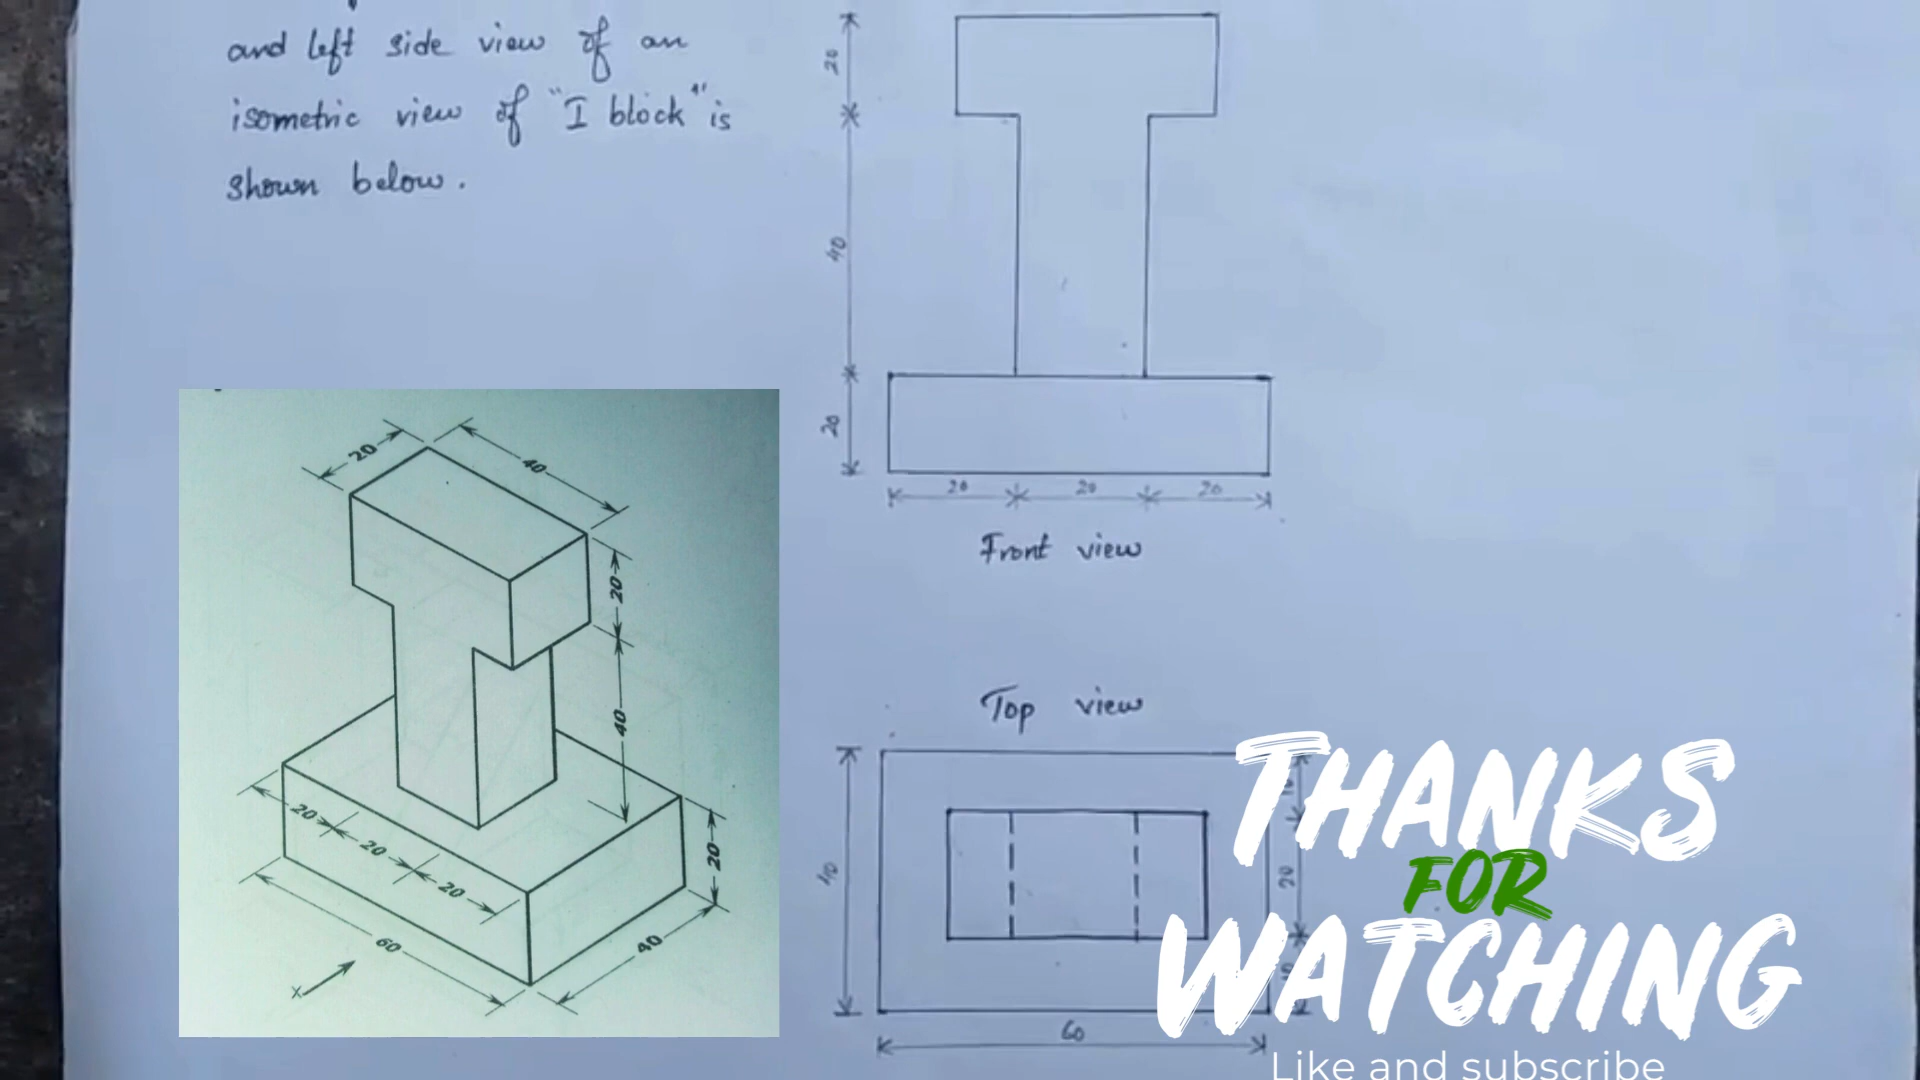 and left side view of an
isometric view of "I block" is
shown below.
20
40
20
20 20 20
Front view
Top view
40
20
60
20
40
20
40
20
20
20
20
60
40
X
THANKS
FOR
WATCHING
Like and subscribe